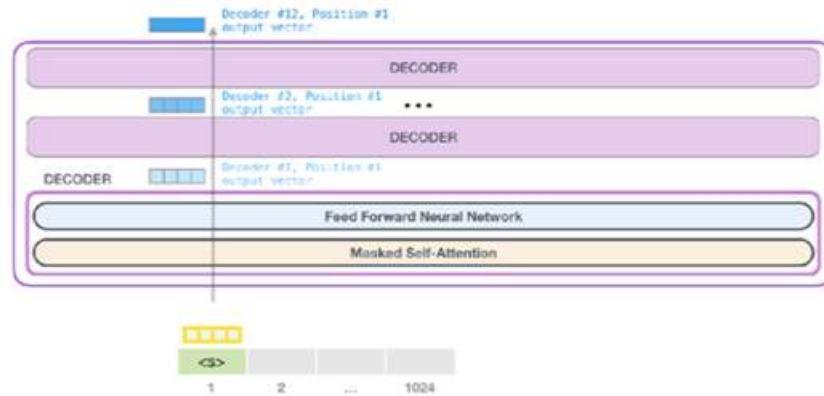 Decoder #12, Position #1
output vector
DECODER
Decoder #2, Position #1
output vector
...
DECODER
Decoder #1, Position #1
output vector
DECODER
Feed Forward Neural Network
Masked Self-Attention
<S>
1 2 ... 1024